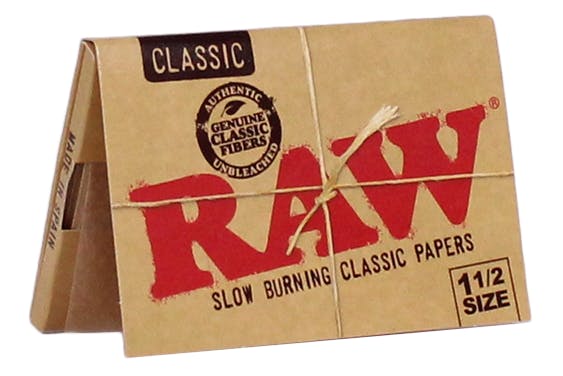 CLASSIC
AUTHENTIC
GENUINE
CLASSIC
FIBERS
UNBLEACHED
RAW®
SLOW BURNING CLASSIC PAPERS
1 1/2
SIZE
MADE IN SPAIN